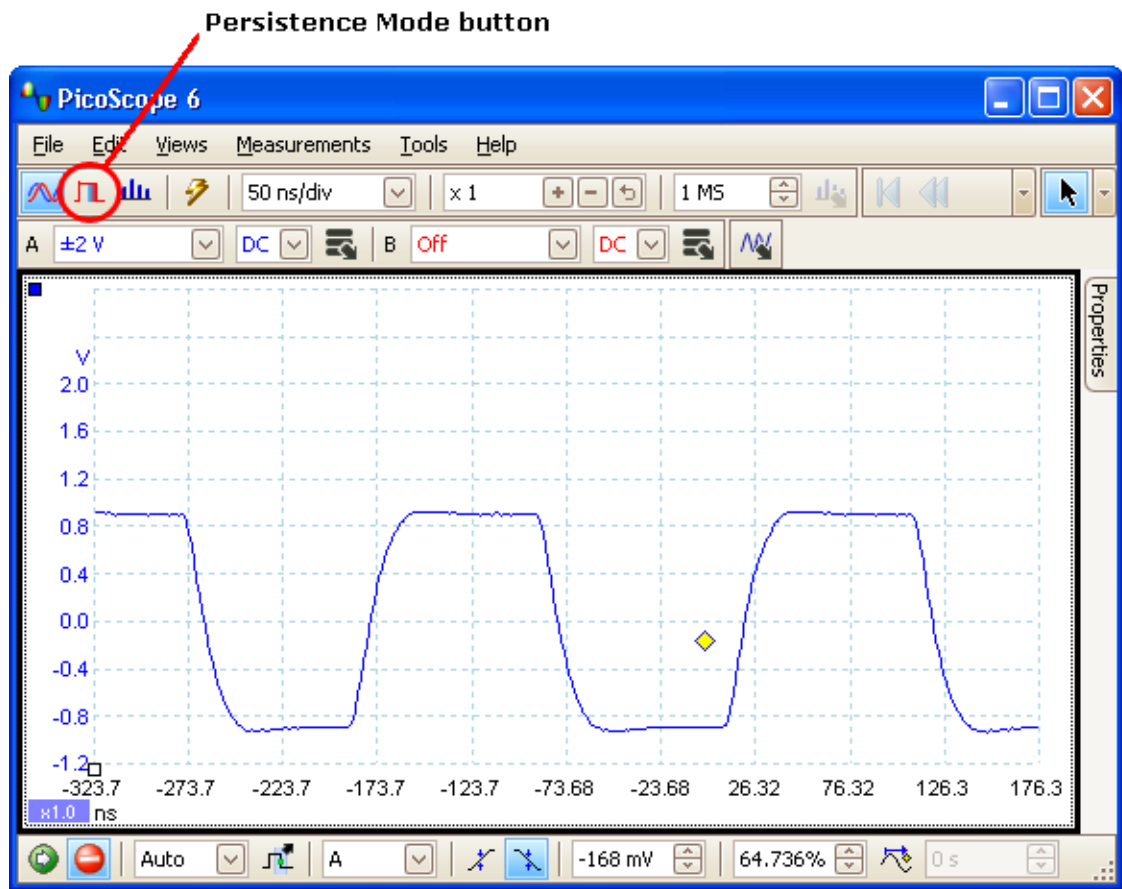 Persistence Mode button
PicoScope 6
File Edit Views Measurements Tools Help
50 ns/div x 1 1 MS
A ±2 V DC B Off DC
Properties
V
2.0
1.6
1.2
0.8
0.4
0.0
-0.4
-0.8
-1.2
-323.7 -273.7 -223.7 -173.7 -123.7 -73.68 -23.68 26.32 76.32 126.3 176.3
x1.0 ns
Auto A -168 mV 64.736% 0 s